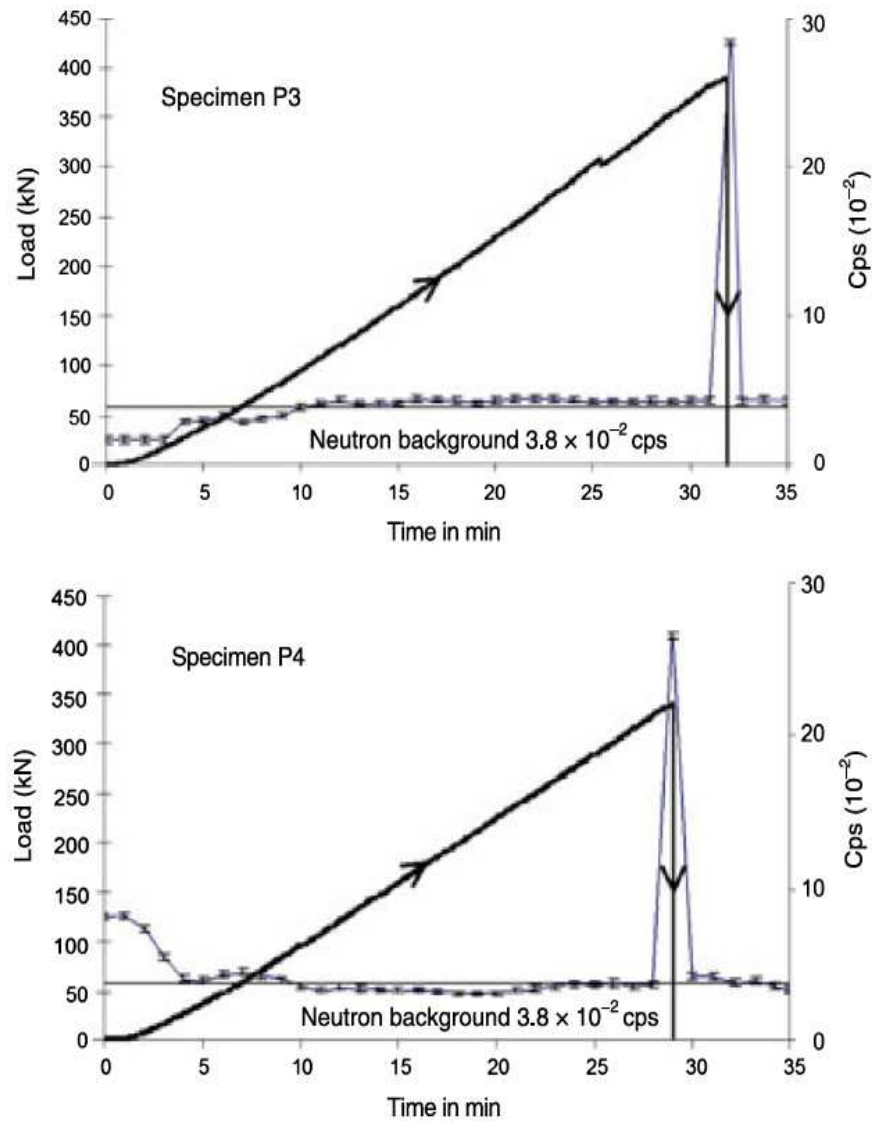 450
400
350
300
250
200
150
100
50
0
Load (kN)
Specimen P3
30
20
10
0
Cps (10⁻²)
Neutron background 3.8 × 10⁻² cps
0 5 10 15 20 25 30 35
Time in min
450
400
350
300
250
200
150
100
50
0
Load (kN)
Specimen P4
30
20
10
0
Cps (10⁻²)
Neutron background 3.8 × 10⁻² cps
0 5 10 15 20 25 30 35
Time in min